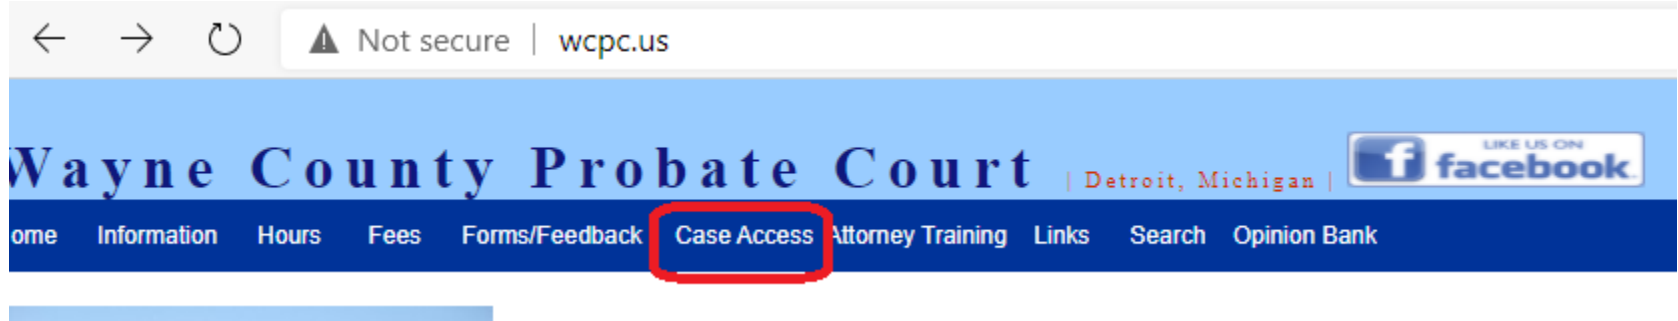 Not secure | wcpc.us
Wayne County Probate Court | Detroit, Michigan |
LIKE US ON
facebook
ome Information Hours Fees Forms/Feedback Case Access Attorney Training Links Search Opinion Bank